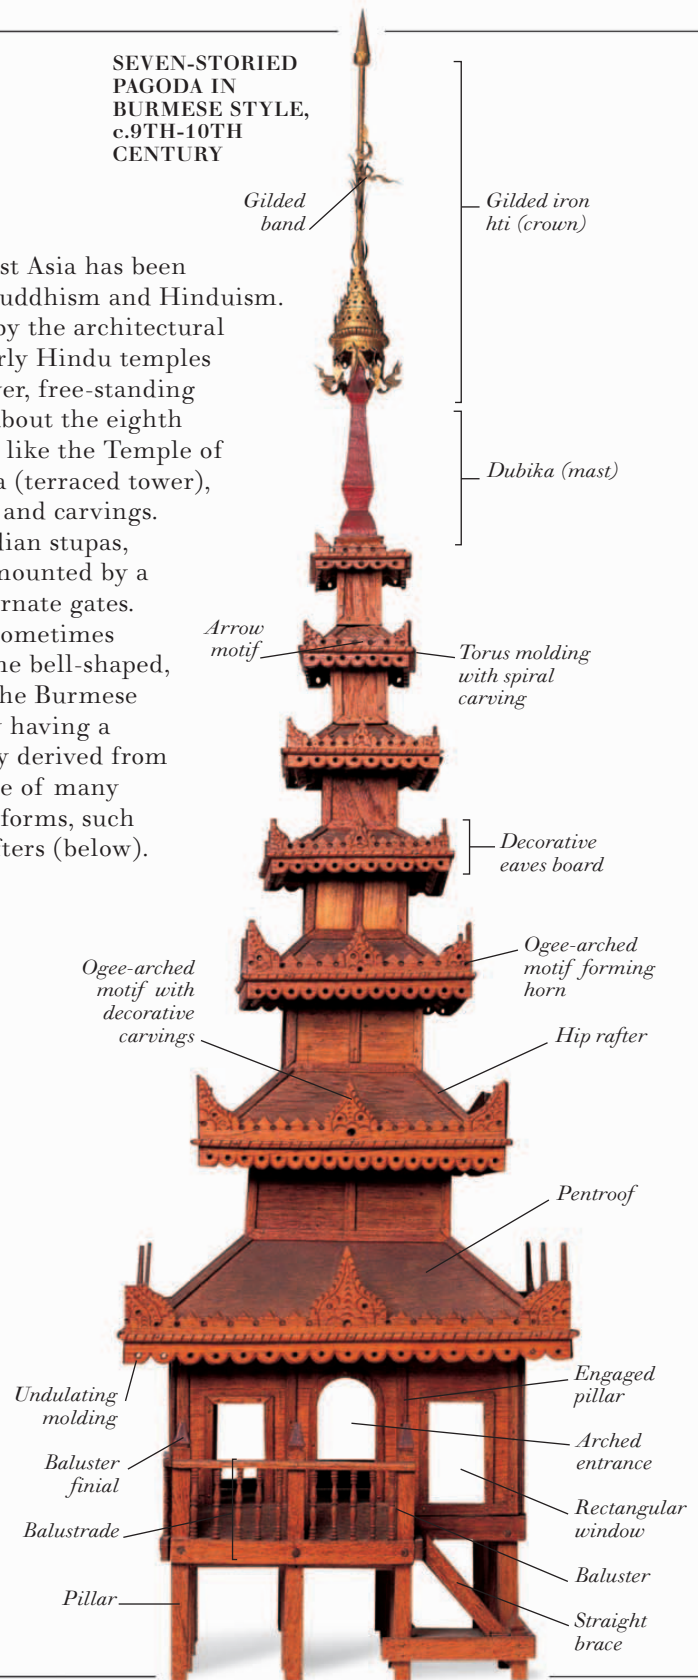 SEVEN-STORIED
PAGODA IN
BURMESE STYLE,
c.9TH-10TH
CENTURY
Gilded
band
Gilded iron
hti (crown)
st Asia has been
uddhism and Hinduism.
by the architectural
rly Hindu temples
ver, free-standing
bout the eighth
like the Temple of
a (terraced tower),
and carvings.
lian stupas,
mounted by a
rnate gates.
ometimes
ne bell-shaped,
he Burmese
y having a
y derived from
e of many
forms, such
fters (below).
Dubika (mast)
Arrow
motif
Torus molding
with spiral
carving
Decorative
eaves board
Ogee-arched
motif forming
horn
Ogee-arched
motif with
decorative
carvings
Hip rafter
Pentroof
Undulating
molding
Engaged
pillar
Baluster
finial
Arched
entrance
Balustrade
Rectangular
window
Pillar
Baluster
Straight
brace